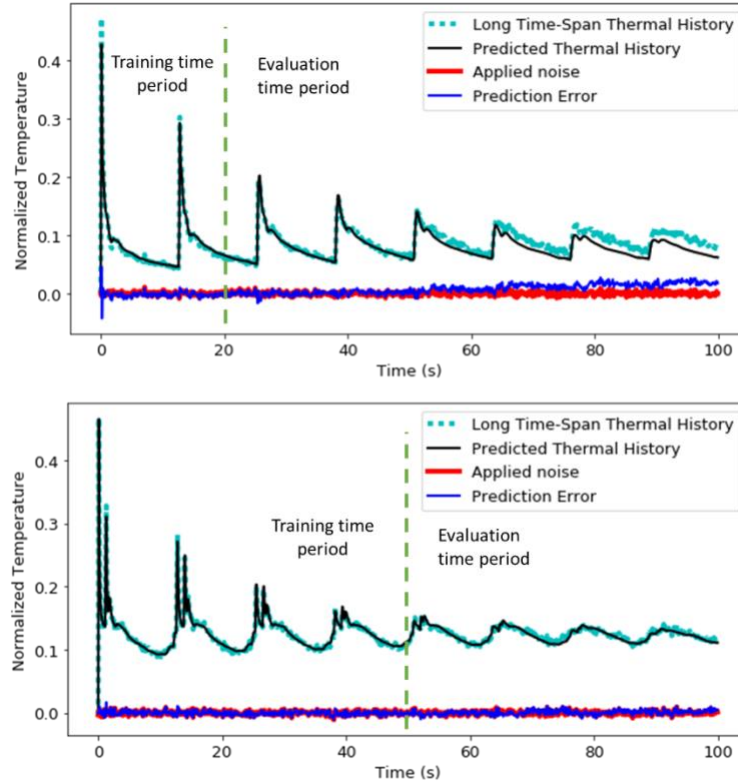 Long Time-Span Thermal History
Predicted Thermal History
Applied noise
Prediction Error
Training time
period
Evaluation
time period
Normalized Temperature
0.4
0.3
0.2
0.1
0.0
0
20
40
60
80
100
Time (s)
Long Time-Span Thermal History
Predicted Thermal History
Applied noise
Prediction Error
Training time
period
Evaluation
time period
Normalized Temperature
0.4
0.3
0.2
0.1
0.0
0
20
40
60
80
100
Time (s)